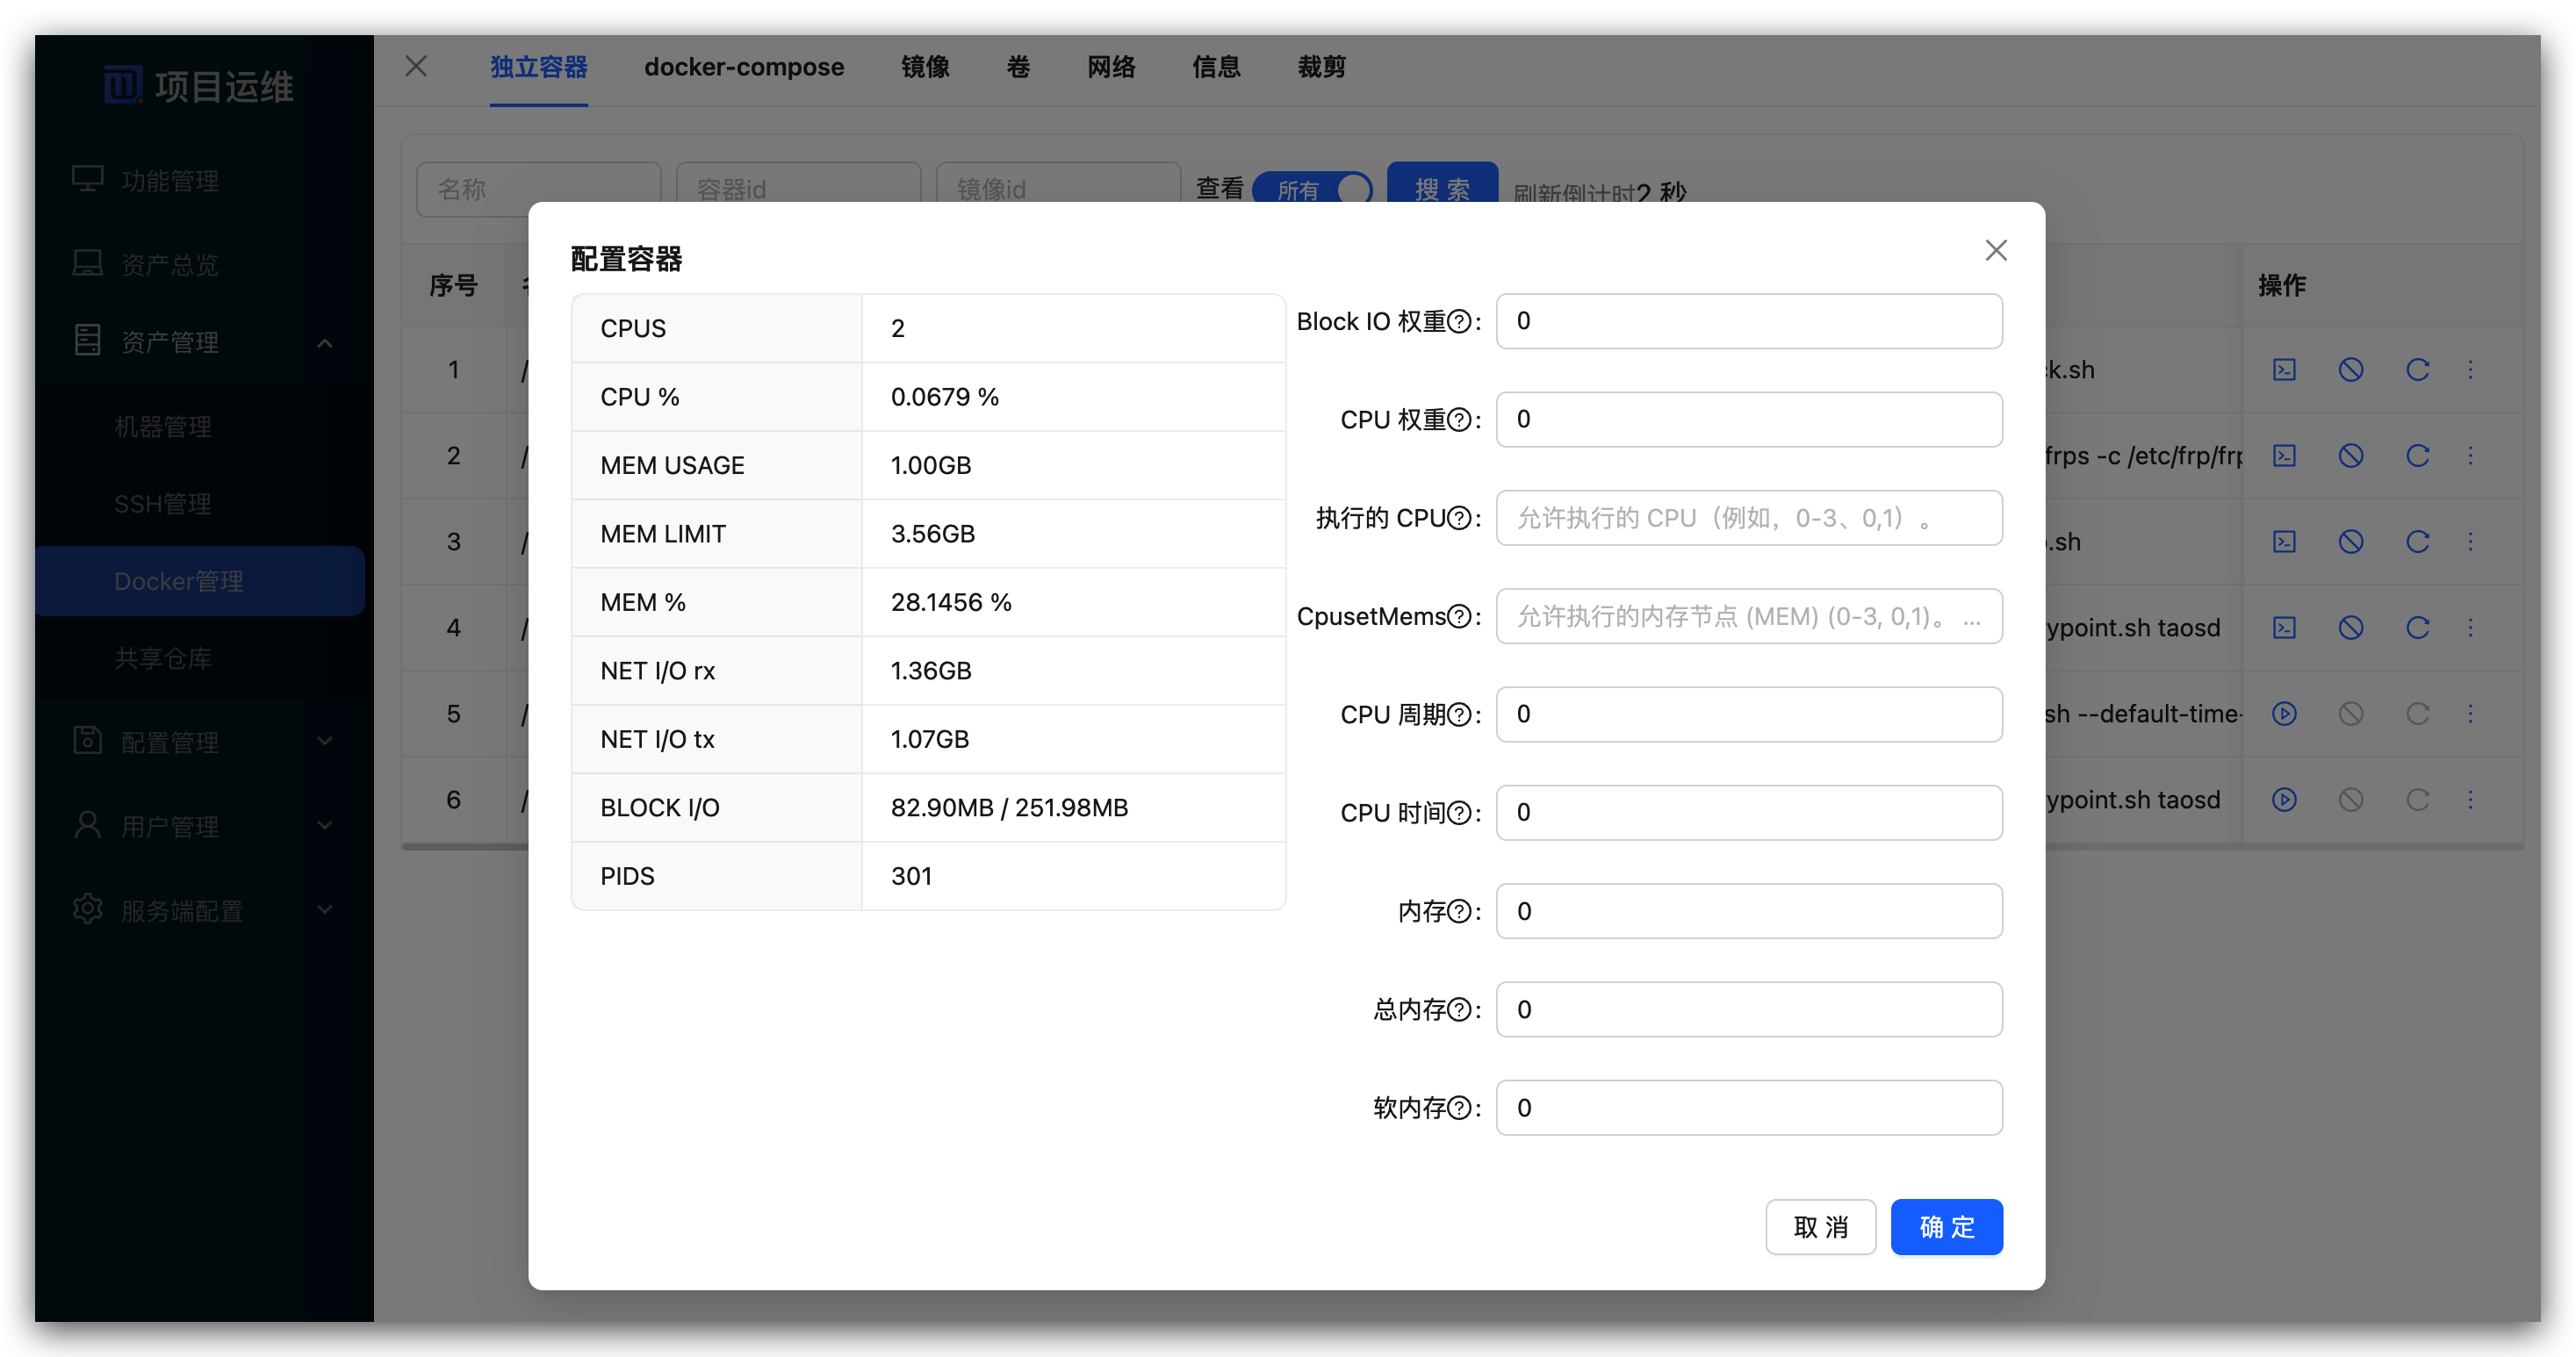 项目运维
功能管理
资产总览
资产管理
机器管理
SSH管理
Docker管理
共享仓库
配置管理
用户管理
服务端配置
独立容器 docker-compose 镜像 卷 网络 信息 裁剪
名称 容器id 镜像id 查看 所有 搜 索 刷新倒计时2 秒
序号 操作
1 / k.sh
2 / frps -c /etc/frp/frp
3 / .sh
4 / ypoint.sh taosd
5 / sh --default-time-
6 / ypoint.sh taosd
配置容器
CPUS 2
CPU % 0.0679 %
MEM USAGE 1.00GB
MEM LIMIT 3.56GB
MEM % 28.1456 %
NET I/O rx 1.36GB
NET I/O tx 1.07GB
BLOCK I/O 82.90MB / 251.98MB
PIDS 301
Block IO 权重?: 0
CPU 权重?: 0
执行的 CPU?: 允许执行的 CPU（例如，0-3、0,1）。
CpusetMems?: 允许执行的内存节点 (MEM) (0-3, 0,1)。 ...
CPU 周期?: 0
CPU 时间?: 0
内存?: 0
总内存?: 0
软内存?: 0
取 消 确 定